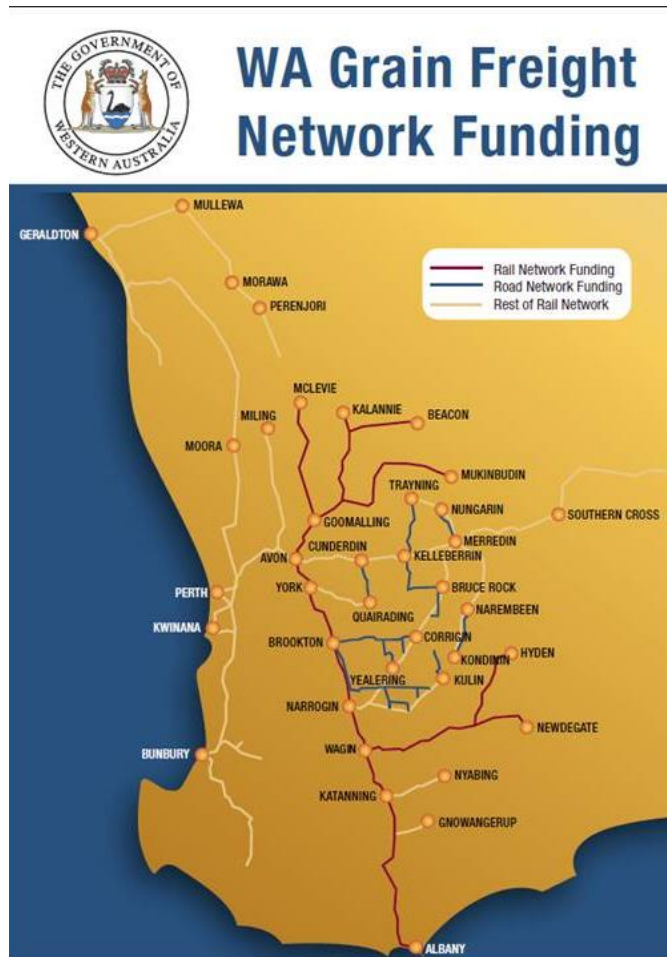 THE GOVERNMENT OF
WESTERN AUSTRALIA
WA Grain Freight
Network Funding
MULLEWA
GERALDTON
Rail Network Funding
Road Network Funding
Rest of Rail Network
MORAWA
PERENJORI
MCLEVIE
KALANNIE
BEACON
MILING
MOORA
MUKINBUDIN
TRAYNING
NUNGARIN
SOUTHERN CROSS
GOOMALLING
MERREDIN
CUNDERDIN
AVON
KELLEBERRIN
PERTH
YORK
BRUCE ROCK
QUAIRADING
NAREMBEEN
KWINANA
BROOKTON
CORRIGIN
HYDEN
KONDININ
YEALERING
KULIN
NARROGIN
NEWDEGATE
WAGIN
BUNBURY
NYABING
KATANNING
GNOWANGERUP
ALBANY